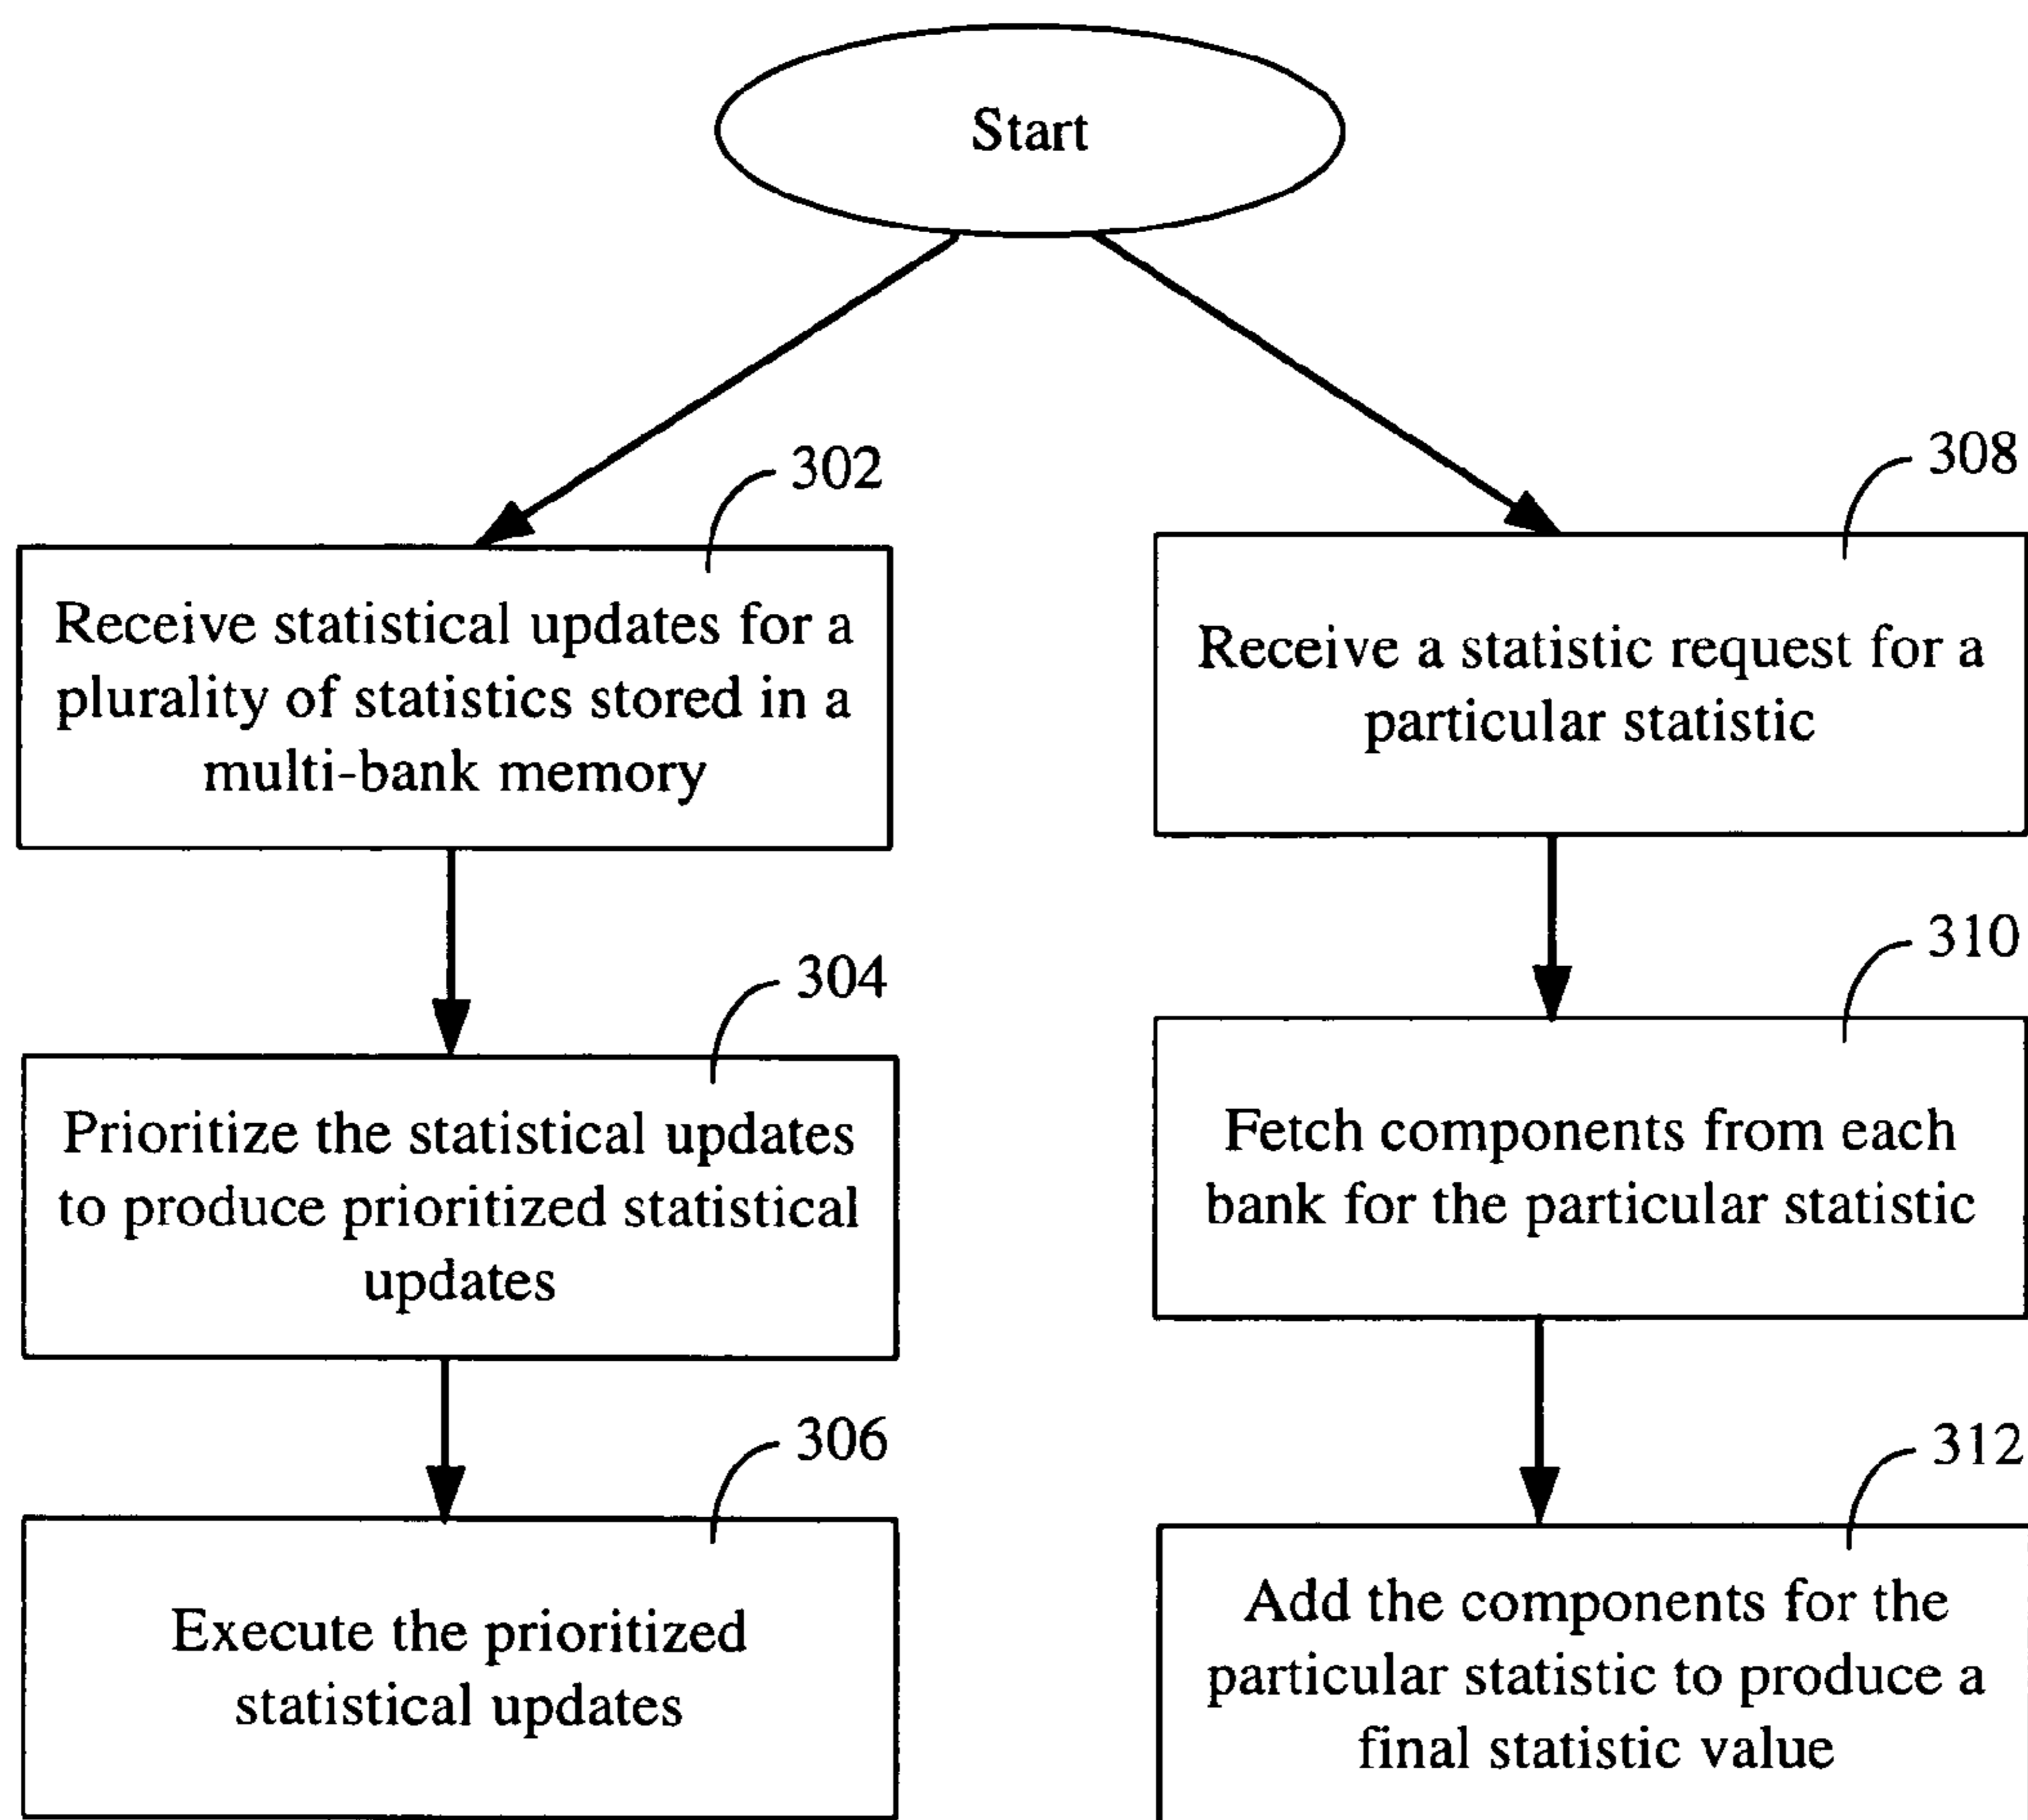 Start
302
Receive statistical updates for a
plurality of statistics stored in a
multi-bank memory
304
Prioritize the statistical updates
to produce prioritized statistical
updates
306
Execute the prioritized
statistical updates
308
Receive a statistic request for a
particular statistic
310
Fetch components from each
bank for the particular statistic
312
Add the components for the
particular statistic to produce a
final statistic value